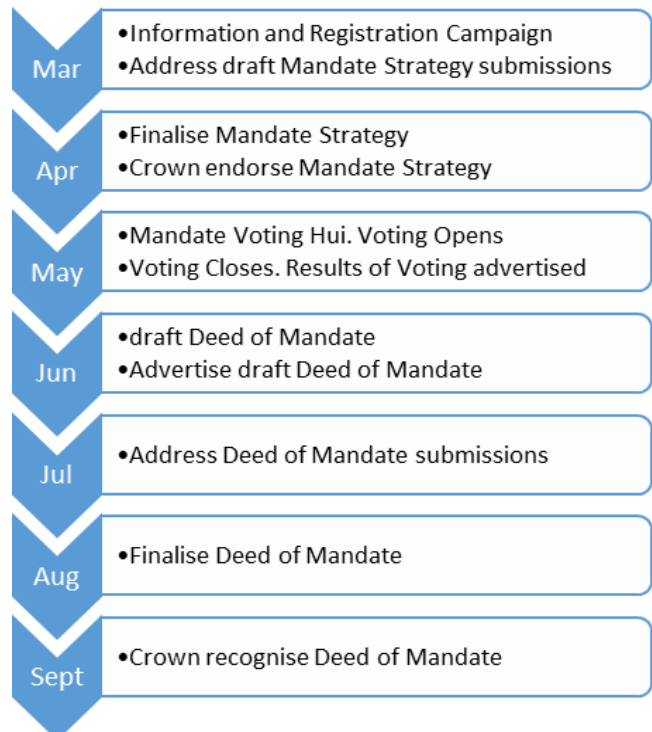 Mar
•Information and Registration Campaign
•Address draft Mandate Strategy submissions
Apr
•Finalise Mandate Strategy
•Crown endorse Mandate Strategy
May
•Mandate Voting Hui. Voting Opens
•Voting Closes. Results of Voting advertised
Jun
•draft Deed of Mandate
•Advertise draft Deed of Mandate
Jul
•Address Deed of Mandate submissions
Aug
•Finalise Deed of Mandate
Sept
•Crown recognise Deed of Mandate